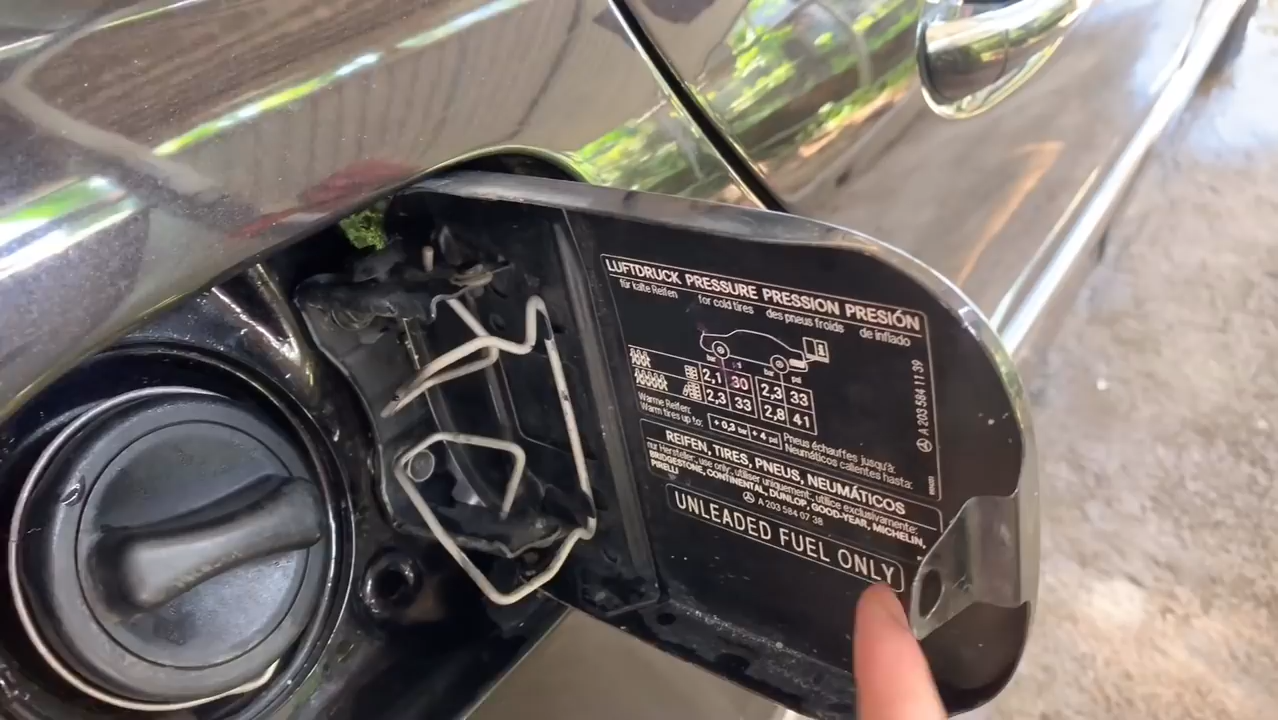 LUFTDRUCK PRESSURE PRESSION PRESIÓN
für kalte Reifen for cold tires des pneus froids de inflado
bar psi bar psi
2,1 30 2,3 33
2,3 33 2,8 41
Warme Reifen: Pneus échauffes jusqu'à:
Warm tires up to: + 0,3 bar + 4 psi Neumáticos calientes hasta:
A 203 584 11 39
REIFEN, TIRES, PNEUS, NEUMÁTICOS
nur Hersteller, use only, utiliser uniquement, utilice exclusivamente:
BRIDGESTONE, CONTINENTAL, DUNLOP, GOOD-YEAR, MICHELIN,
PIRELLI
A 203 584 07 38
UNLEADED FUEL ONLY